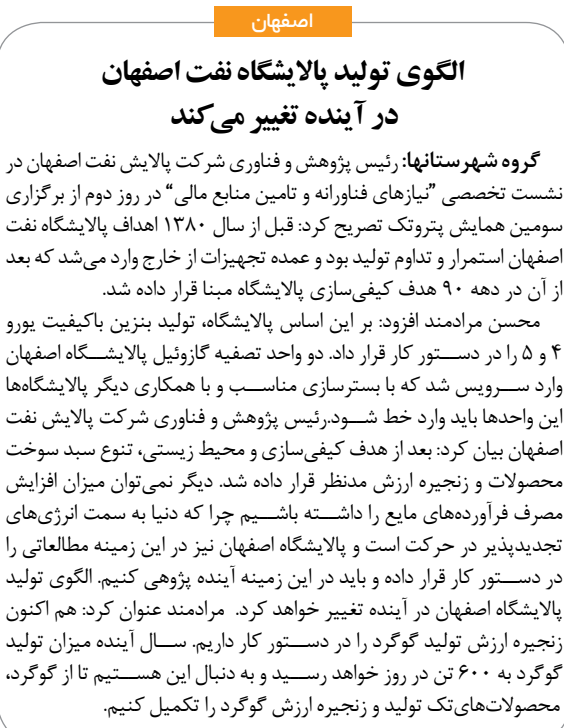 اصفهان
الگوی تولید پالایشگاه نفت اصفهان
در آینده تغییر می‌کند
گروه شهرستانها: رئیس پژوهش و فناوری شرکت پالایش نفت اصفهان در
نشست تخصصی "نیازهای فناورانه و تامین منابع مالی" در روز دوم از برگزاری
سومین همایش پتروتک تصریح کرد: قبل از سال ۱۳۸۰ اهداف پالایشگاه نفت
اصفهان استمرار و تداوم تولید بود و عمده تجهیزات از خارج وارد می‌شد که بعد
از آن در دهه ۹۰ هدف کیفی‌سازی پالایشگاه مبنا قرار داده شد.
محسن مرادمند افزود: بر این اساس پالایشگاه، تولید بنزین باکیفیت یورو
۴ و ۵ را در دستور کار قرار داد. دو واحد تصفیه گازوئیل پالایشگاه اصفهان
وارد سرویس شد که با بسترسازی مناسب و با همکاری دیگر پالایشگاه‌ها
این واحدها باید وارد خط شود.رئیس پژوهش و فناوری شرکت پالایش نفت
اصفهان بیان کرد: بعد از هدف کیفی‌سازی و محیط زیستی، تنوع سبد سوخت
محصولات و زنجیره ارزش مدنظر قرار داده شد. دیگر نمی‌توان میزان افزایش
مصرف فرآورده‌های مایع را داشته باشیم چرا که دنیا به سمت انرژی‌های
تجدیدپذیر در حرکت است و پالایشگاه اصفهان نیز در این زمینه مطالعاتی را
در دستور کار قرار داده و باید در این زمینه آینده پژوهی کنیم. الگوی تولید
پالایشگاه اصفهان در آینده تغییر خواهد کرد. مرادمند عنوان کرد: هم اکنون
زنجیره ارزش تولید گوگرد را در دستور کار داریم. سال آینده میزان تولید
گوگرد به ۶۰۰ تن در روز خواهد رسید و به دنبال این هستیم تا از گوگرد،
محصولات‌های‌تک تولید و زنجیره ارزش گوگرد را تکمیل کنیم.